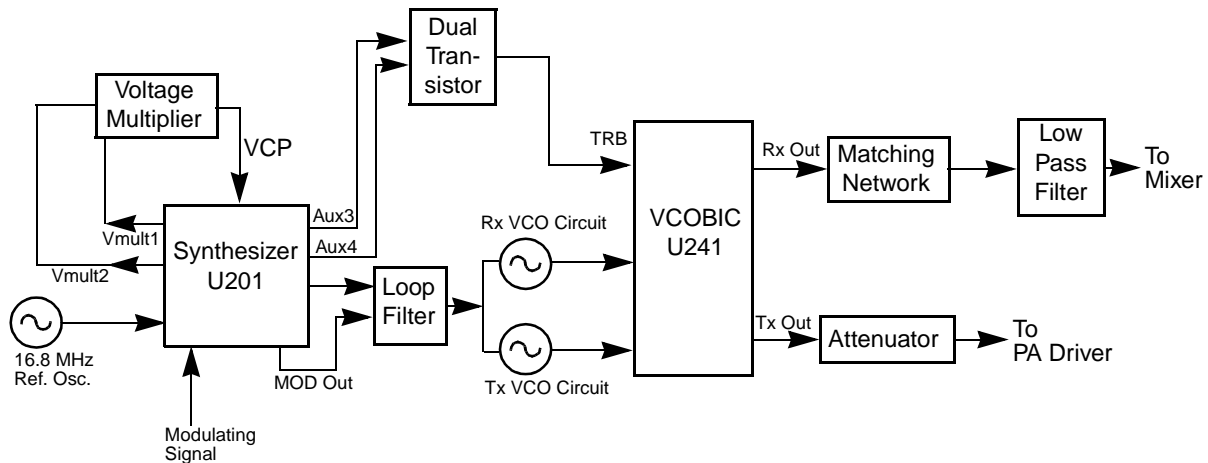 Dual
Tran-
sistor
Voltage
Multiplier
VCP
TRB
Rx Out
Matching
Network
Low
Pass
Filter
To
Mixer
Aux3
Vmult1
Synthesizer
U201
Aux4
Vmult2
Rx VCO Circuit
VCOBIC
U241
Loop
Filter
Tx Out
Attenuator
To
PA Driver
16.8 MHz
Ref. Osc.
MOD Out
Tx VCO Circuit
Modulating
Signal